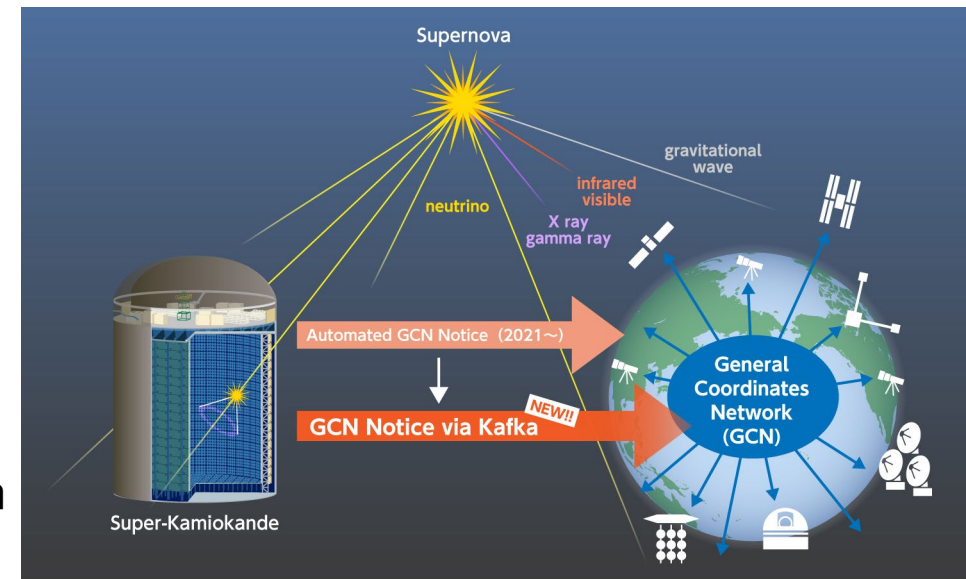 Supernova
gravitational
wave
infrared
visible
neutrino
X ray
gamma ray
Automated GCN Notice (2021~)
NEW!!
GCN Notice via Kafka
General
Coordinates
Network
(GCN)
Super-Kamiokande